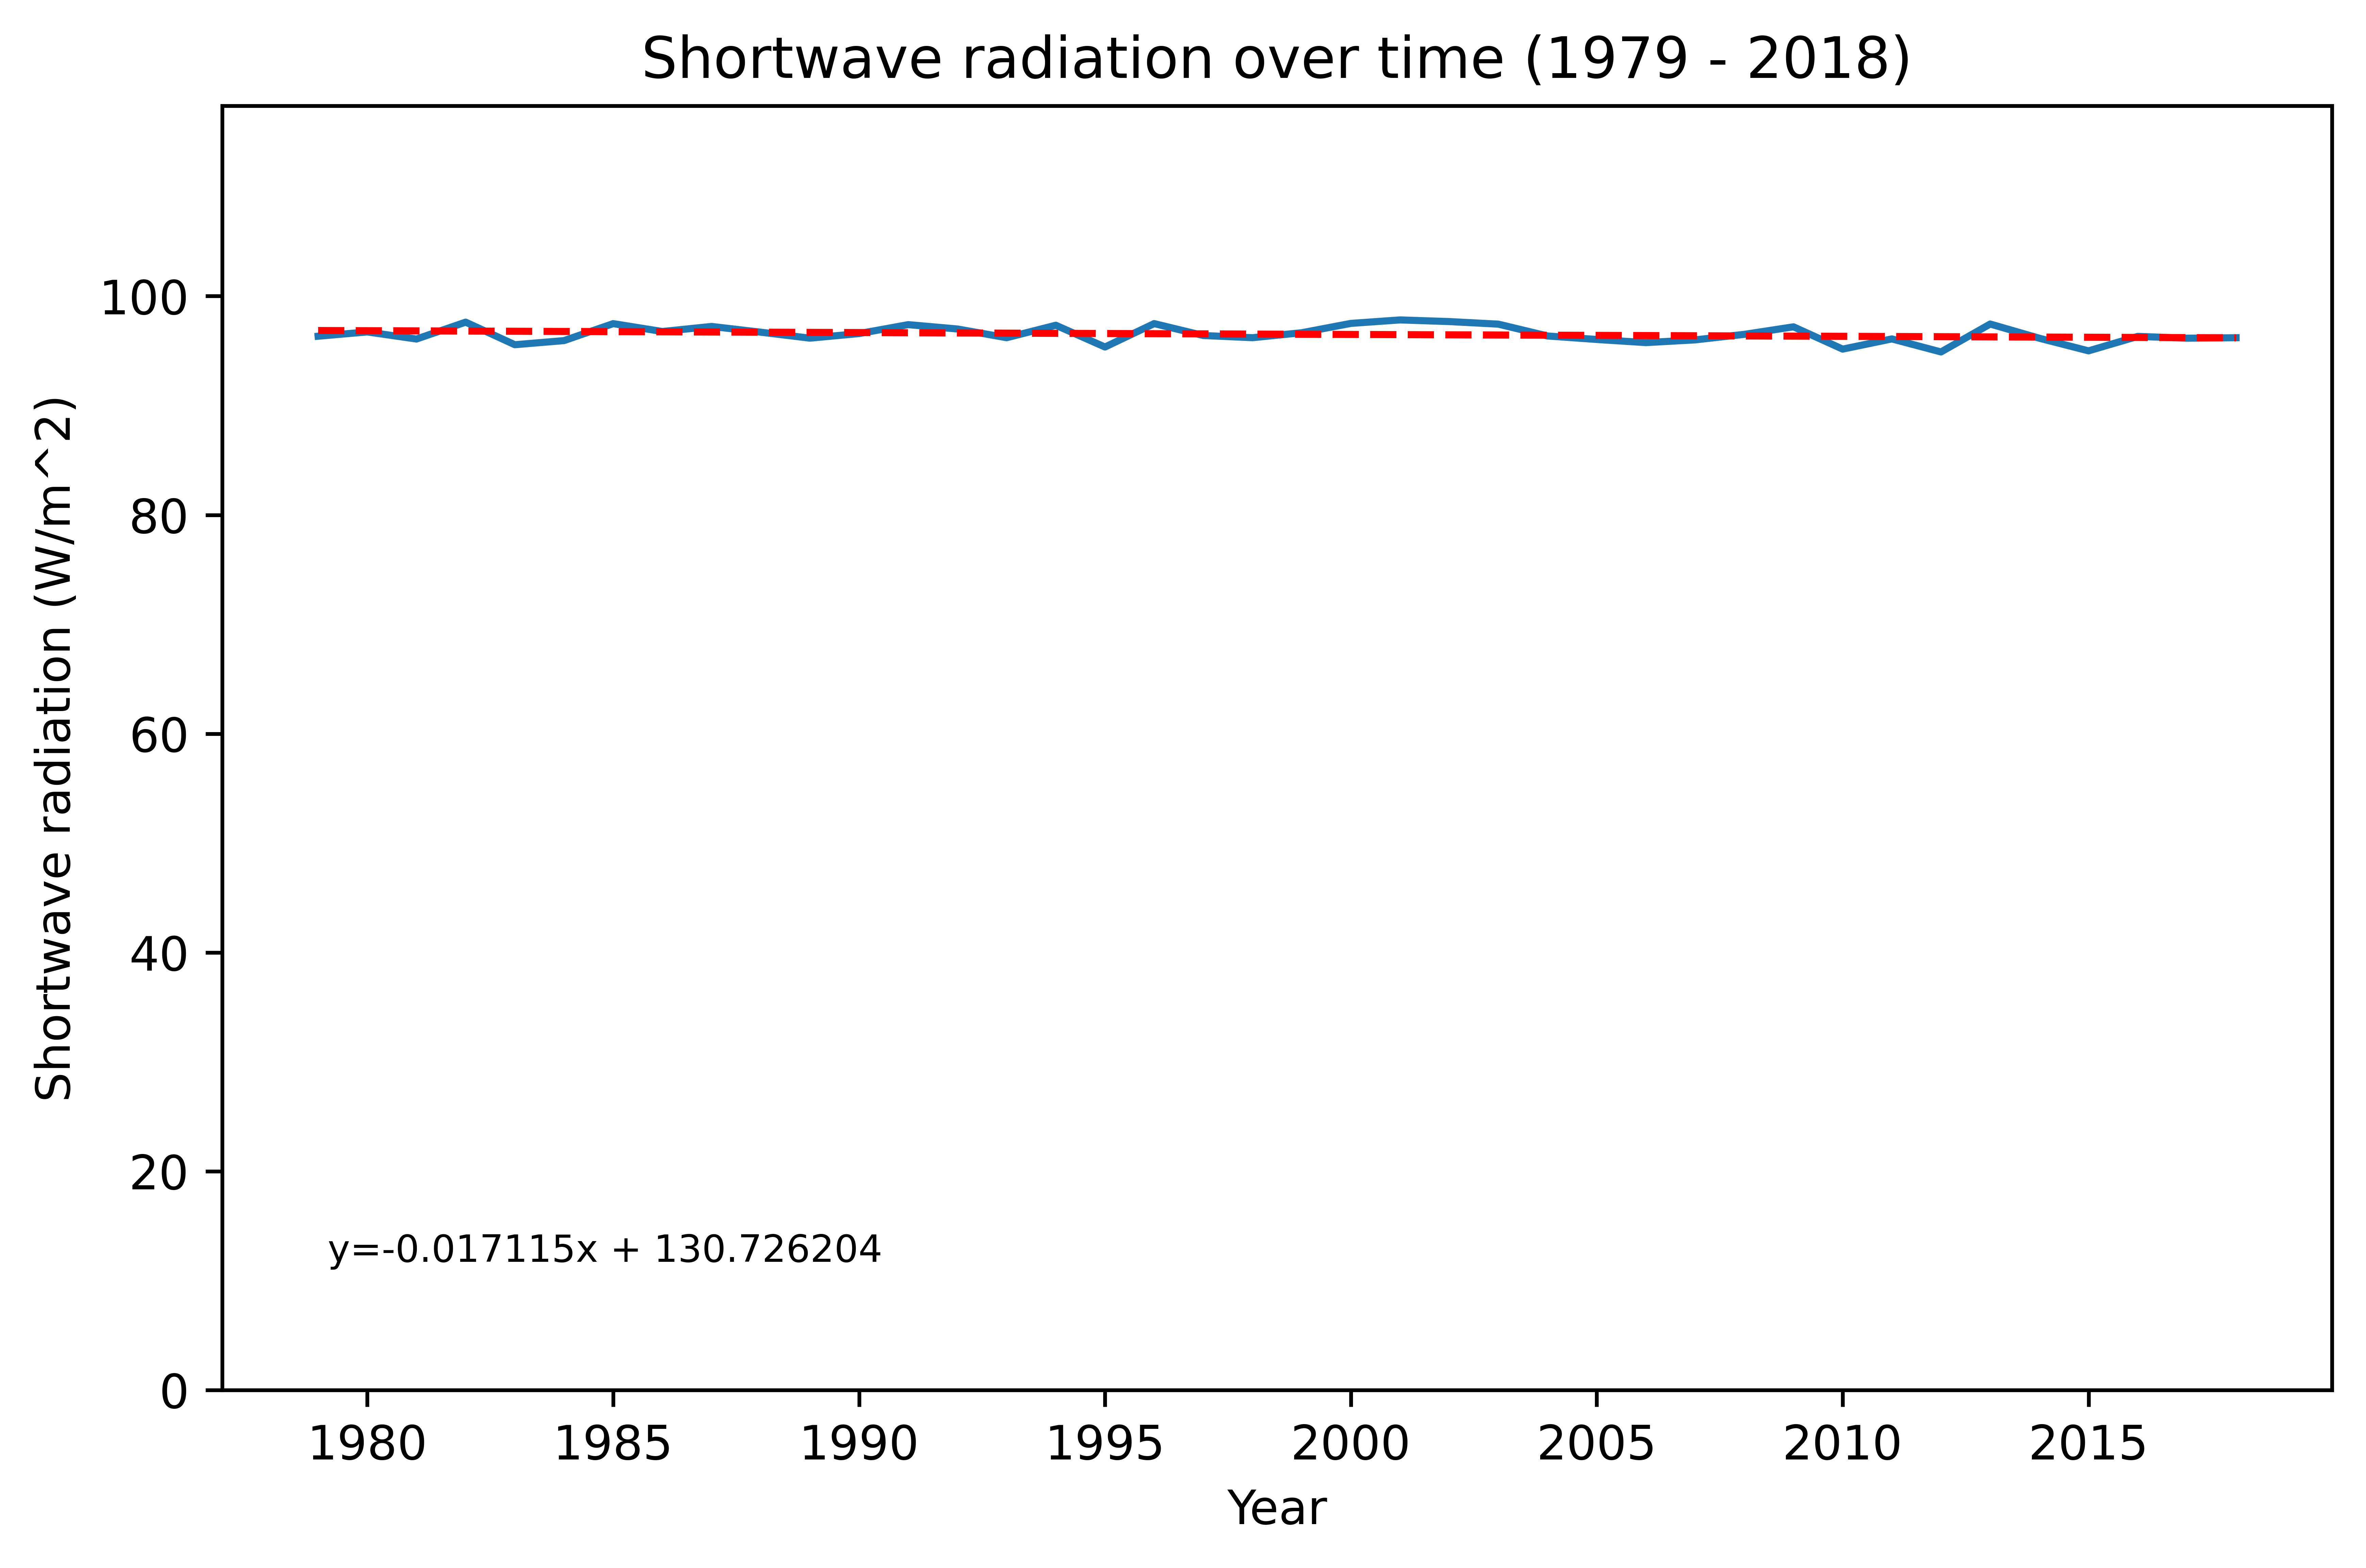 Shortwave radiation over time (1979 - 2018)
Shortwave radiation (W/m^2)
100
80
60
40
20
0
y=-0.017115x + 130.726204
1980 1985 1990 1995 2000 2005 2010 2015
Year